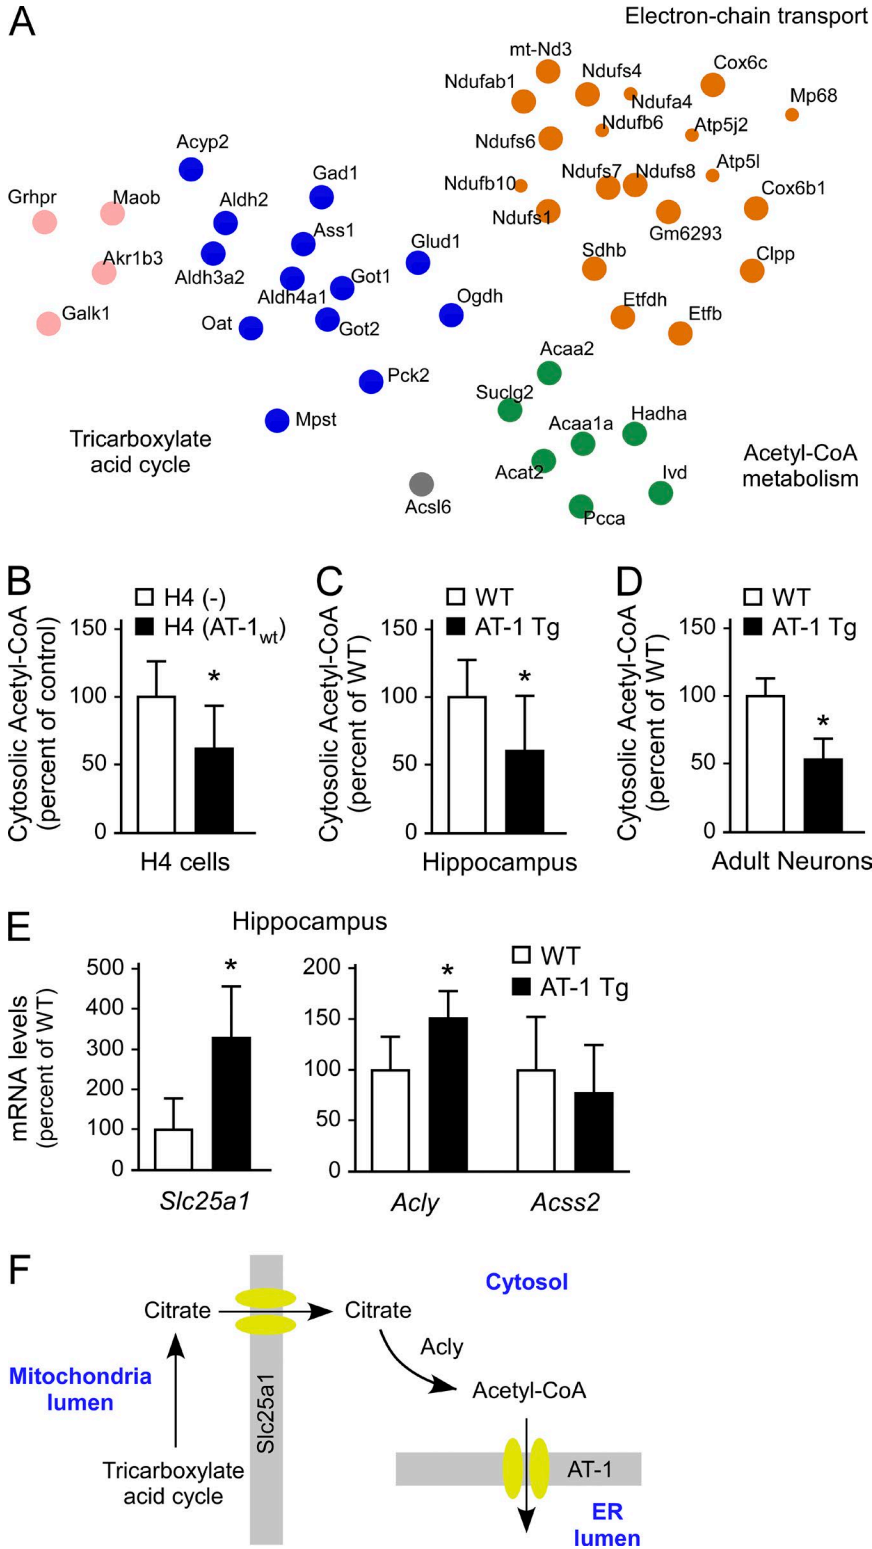 A
Electron-chain transport
mt-Nd3
Ndufab1
Ndufs4
Cox6c
Ndufa4
Mp68
Ndufb6
Atp5j2
Ndufs6
Acyp2
Gad1
Ndufs7
Ndufs8
Atp5l
Ndufb10
Cox6b1
Grhpr
Maob
Aldh2
Ndufs1
Gm6293
Ass1
Glud1
Sdhb
Clpp
Akr1b3
Aldh3a2
Aldh4a1
Got1
Ogdh
Etfdh
Etfb
Galk1
Oat
Got2
Acaa2
Pck2
Suclg2
Mpst
Acaa1a
Hadha
Tricarboxylate
acid cycle
Acat2
Ivd
Acetyl-CoA
metabolism
Acsl6
Pcca
B
Cytosolic Acetyl-CoA
(percent of control)
H4 (-)
H4 (AT-1wt)
150
100
50
0
*
H4 cells
C
Cytosolic Acetyl-CoA
(percent of WT)
WT
AT-1 Tg
150
100
50
0
*
Hippocampus
D
Cytosolic Acetyl-CoA
(percent of WT)
WT
AT-1 Tg
150
100
50
0
*
Adult Neurons
E
Hippocampus
mRNA levels
(percent of WT)
500
400
300
200
100
0
*
Slc25a1
200
150
100
50
0
*
WT
AT-1 Tg
Acly
Acss2
F
Cytosol
Citrate
Citrate
Acly
Mitochondria
lumen
Slc25a1
Acetyl-CoA
Tricarboxylate
acid cycle
AT-1
ER
lumen